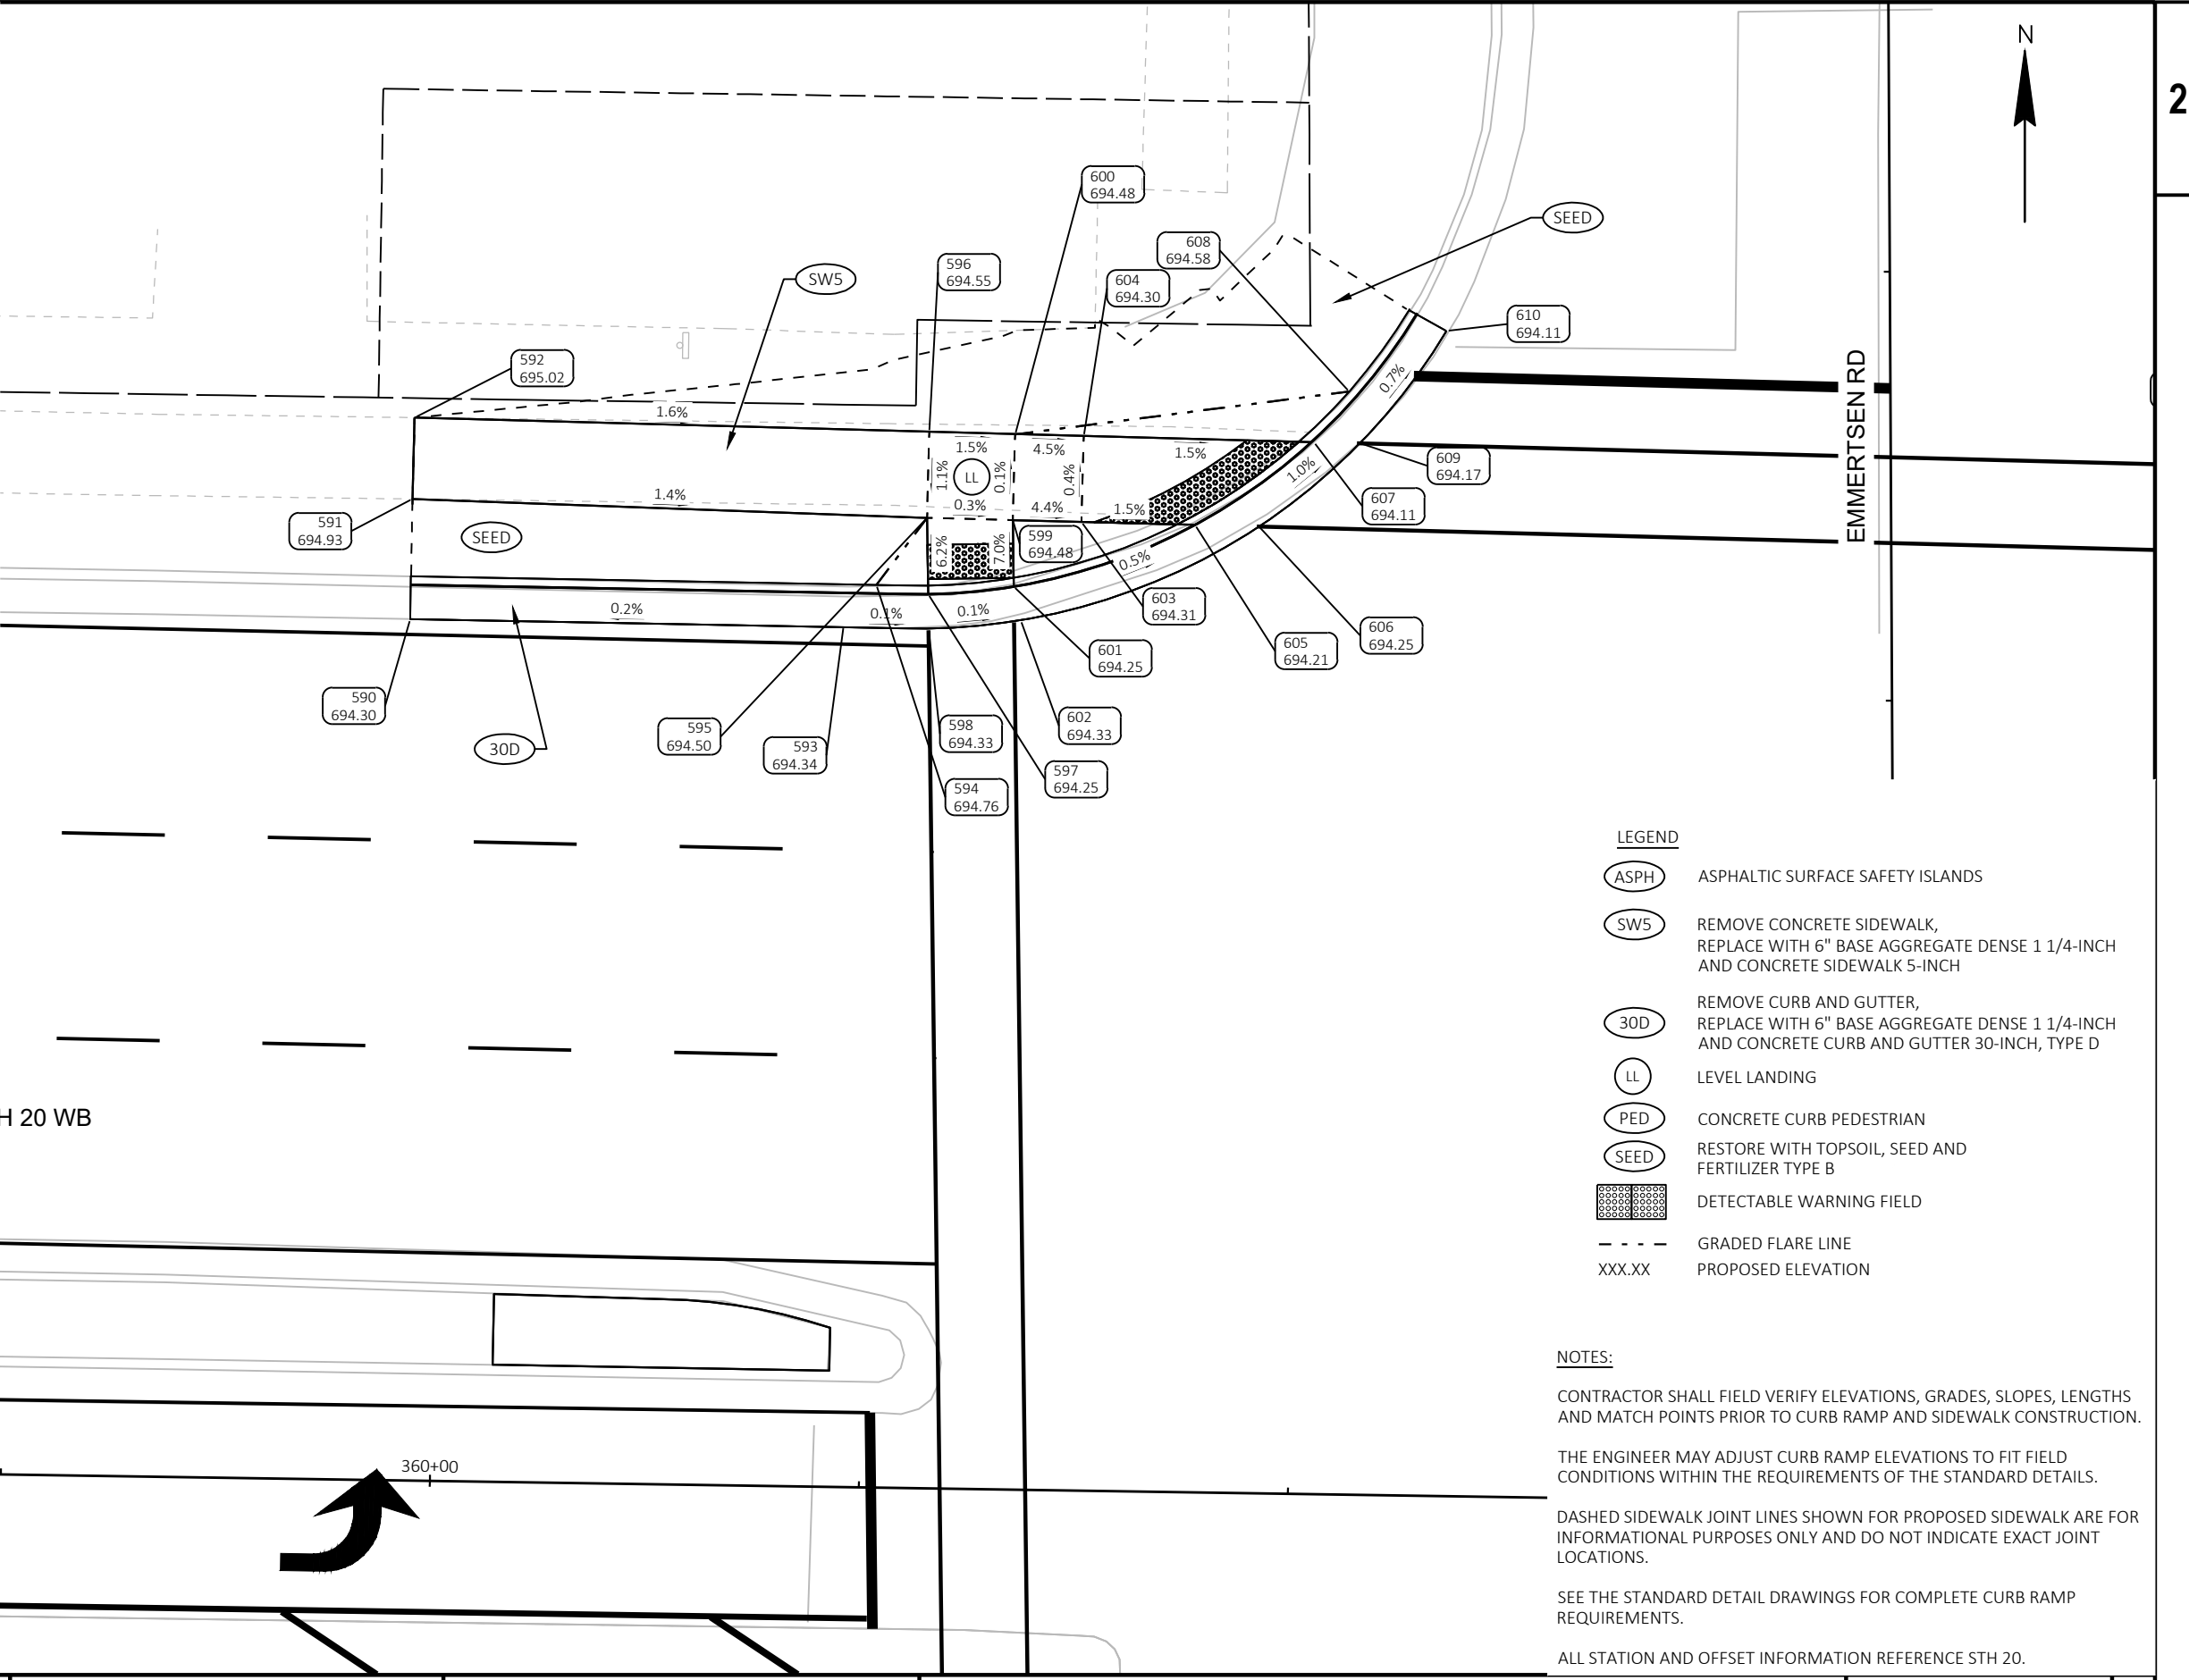 N
2
600
694.48
608
694.58
SEED
596
694.55
604
694.30
SW5
610
694.11
592
695.02
EMMERTSEN RD
0.7%
1.6%
1.5%
4.5%
1.5%
1.1%
LL
0.1%
0.4%
1.0%
609
694.17
1.4%
0.3%
4.4%
1.5%
607
694.11
591
694.93
SEED
6.2%
7.0%
599
694.48
0.5%
603
694.31
0.2%
0.1%
0.1%
606
694.25
605
694.21
601
694.25
590
694.30
595
694.50
593
694.34
598
694.33
602
694.33
30D
597
694.25
594
694.76
LEGEND
ASPH ASPHALTIC SURFACE SAFETY ISLANDS
SW5 REMOVE CONCRETE SIDEWALK,
REPLACE WITH 6" BASE AGGREGATE DENSE 1 1/4-INCH
AND CONCRETE SIDEWALK 5-INCH
REMOVE CURB AND GUTTER,
30D REPLACE WITH 6" BASE AGGREGATE DENSE 1 1/4-INCH
AND CONCRETE CURB AND GUTTER 30-INCH, TYPE D
LL LEVEL LANDING
PED CONCRETE CURB PEDESTRIAN
SEED RESTORE WITH TOPSOIL, SEED AND
FERTILIZER TYPE B
DETECTABLE WARNING FIELD
GRADED FLARE LINE
XXX.XX PROPOSED ELEVATION
H 20 WB
360+00
NOTES:
CONTRACTOR SHALL FIELD VERIFY ELEVATIONS, GRADES, SLOPES, LENGTHS
AND MATCH POINTS PRIOR TO CURB RAMP AND SIDEWALK CONSTRUCTION.
THE ENGINEER MAY ADJUST CURB RAMP ELEVATIONS TO FIT FIELD
CONDITIONS WITHIN THE REQUIREMENTS OF THE STANDARD DETAILS.
DASHED SIDEWALK JOINT LINES SHOWN FOR PROPOSED SIDEWALK ARE FOR
INFORMATIONAL PURPOSES ONLY AND DO NOT INDICATE EXACT JOINT
LOCATIONS.
SEE THE STANDARD DETAIL DRAWINGS FOR COMPLETE CURB RAMP
REQUIREMENTS.
ALL STATION AND OFFSET INFORMATION REFERENCE STH 20.